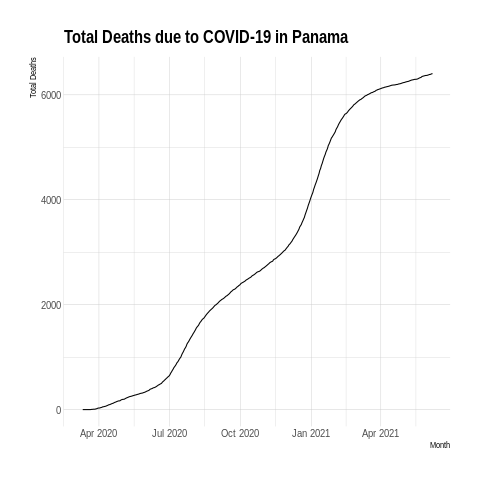 Total Deaths due to COVID-19 in Panama
Total Deaths
6000
4000
2000
0
Apr 2020 Jul 2020 Oct 2020 Jan 2021 Apr 2021
Month